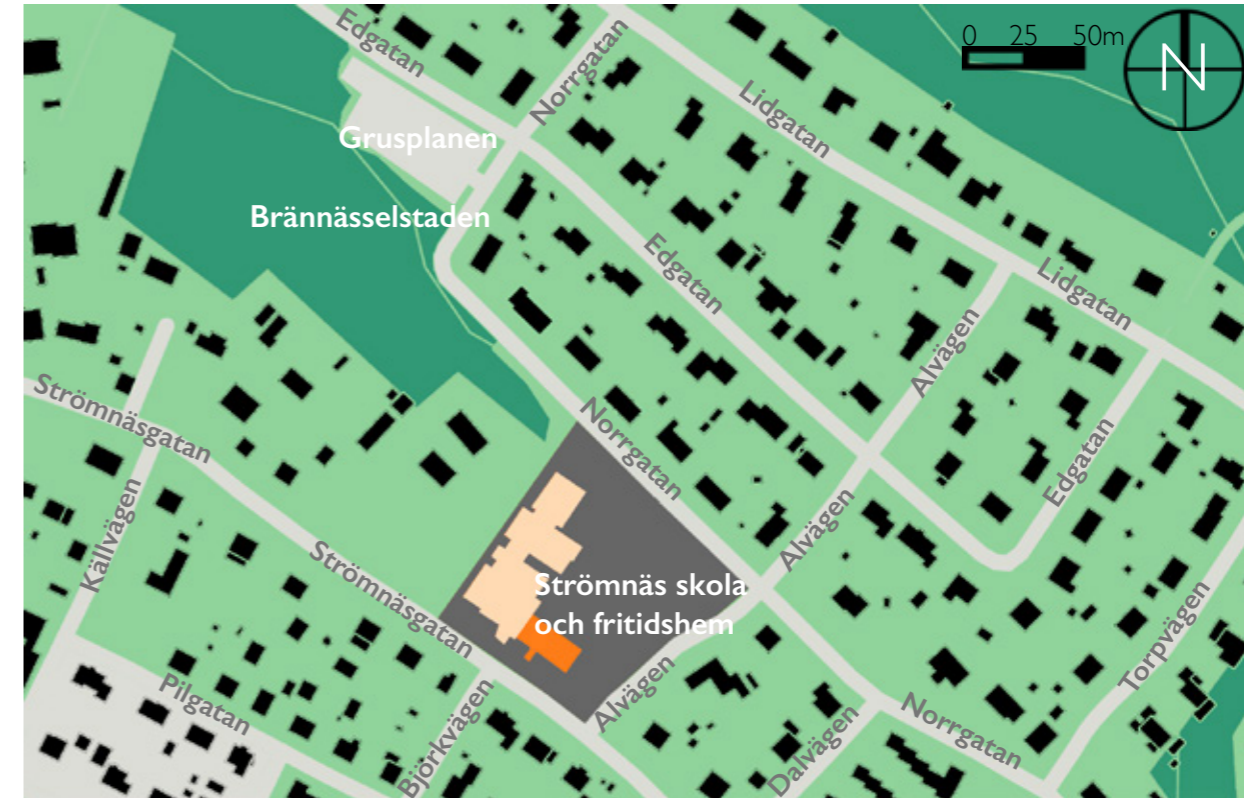 Edgatan
Norrgatan
0 25 50m
N
Lidgatan
Grusplanen
Brännässelstaden
Edgatan
Lidgatan
Alvägen
Strömnäsgatan
Norrgatan
Edgatan
Källvägen
Alvägen
Strömnäsgatan
Strömnäs skola
och fritidshem
Torpvägen
Pilgatan
Alvägen
Björkvägen
Norrgatan
Dalvägen